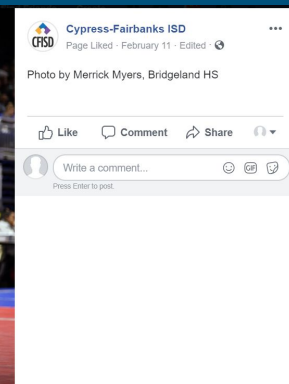 CFISD
Cypress-Fairbanks ISD
Page Liked · February 11 · Edited ·
Photo by Merrick Myers, Bridgeland HS
Like Comment Share
Write a comment... GIF
Press Enter to post.